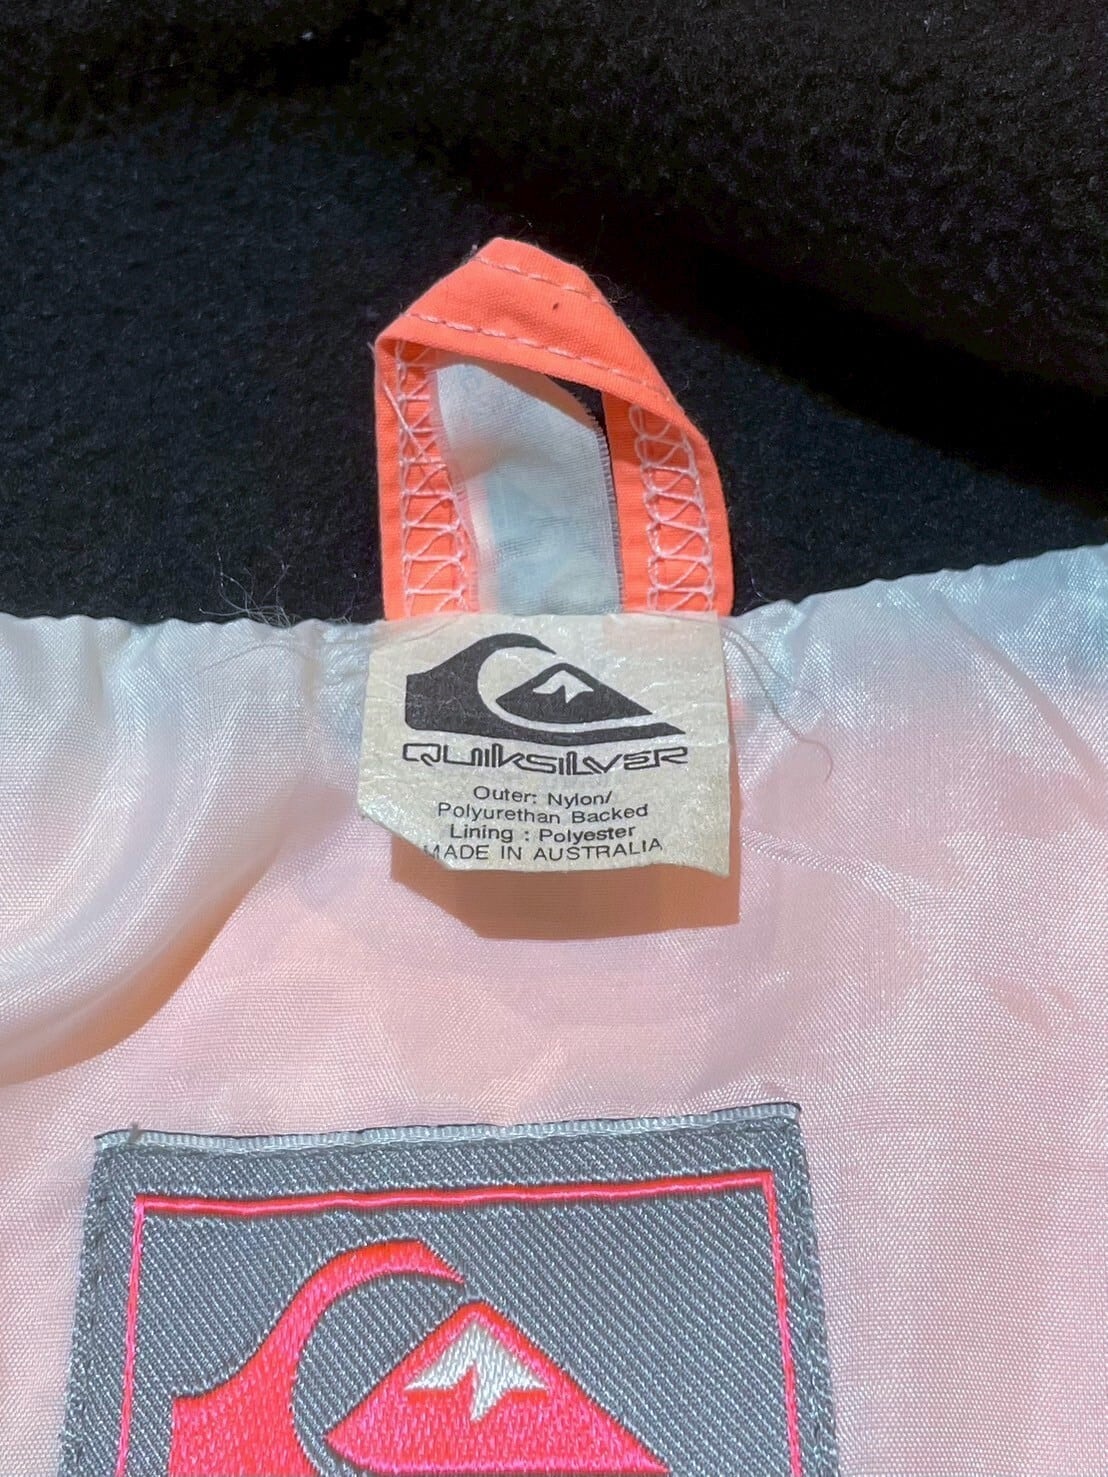 QUIKSILVER
Outer: Nylon/
Polyurethan Backed
Lining : Polyester
MADE IN AUSTRALIA